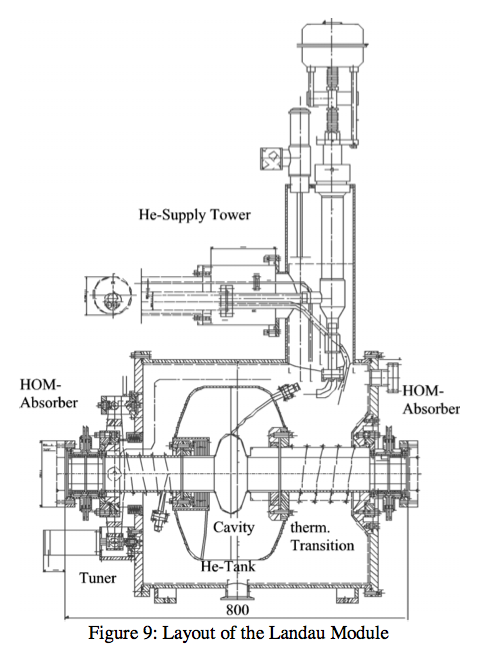 He-Supply Tower
HOM-
Absorber
HOM-
Absorber
Cavity
therm.
Transition
He-Tank
Tuner
800
Figure 9: Layout of the Landau Module